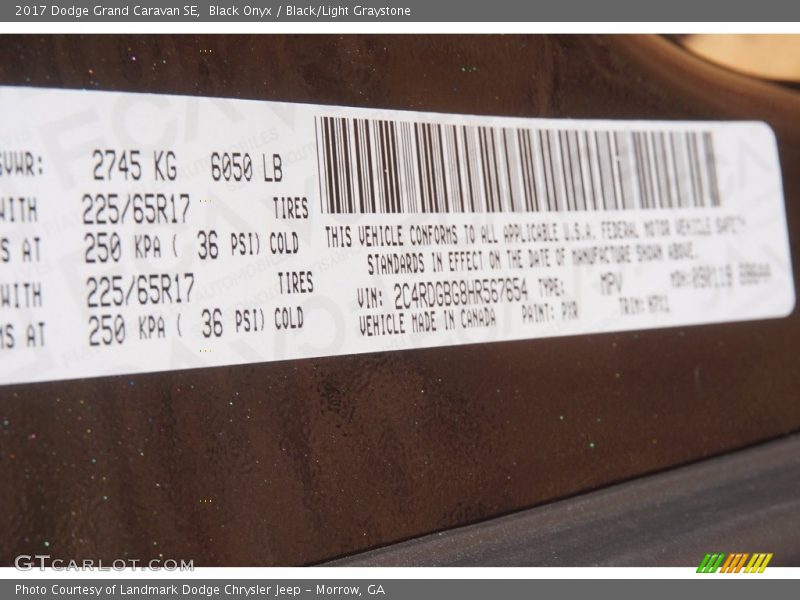 2017 Dodge Grand Caravan SE,  Black Onyx / Black/Light Graystone
GVWR: 2745 KG 6050 LB
WITH 225/65R17 TIRES
S AT 250 KPA ( 36 PSI) COLD
WITH 225/65R17 TIRES
MS AT 250 KPA ( 36 PSI) COLD
THIS VEHICLE CONFORMS TO ALL APPLICABLE U.S.A. FEDERAL MOTOR VEHICLE SAFETY
STANDARDS IN EFFECT ON THE DATE OF MANUFACTURE SHOWN ABOVE.
VIN: 2C4RDGBG8HR567654 TYPE: MPV
VEHICLE MADE IN CANADA PAINT: PXR TRIM:
GTCARLOT.COM
Photo Courtesy of Landmark Dodge Chrysler Jeep – Morrow, GA